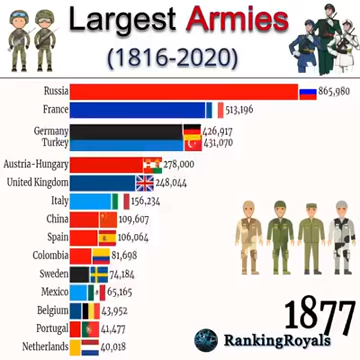 Largest Armies
(1816-2020)
Russia 865,980
France 513,196
Germany 426,917
Turkey 431,070
Austria-Hungary 278,000
United Kingdom 248,044
Italy 156,234
China 109,607
Spain 106,064
Colombia 81,698
Sweden 74,184
Mexico 65,165
Belgium 43,952
Portugal 41,477
Netherlands 40,018
1877
RankingRoyals